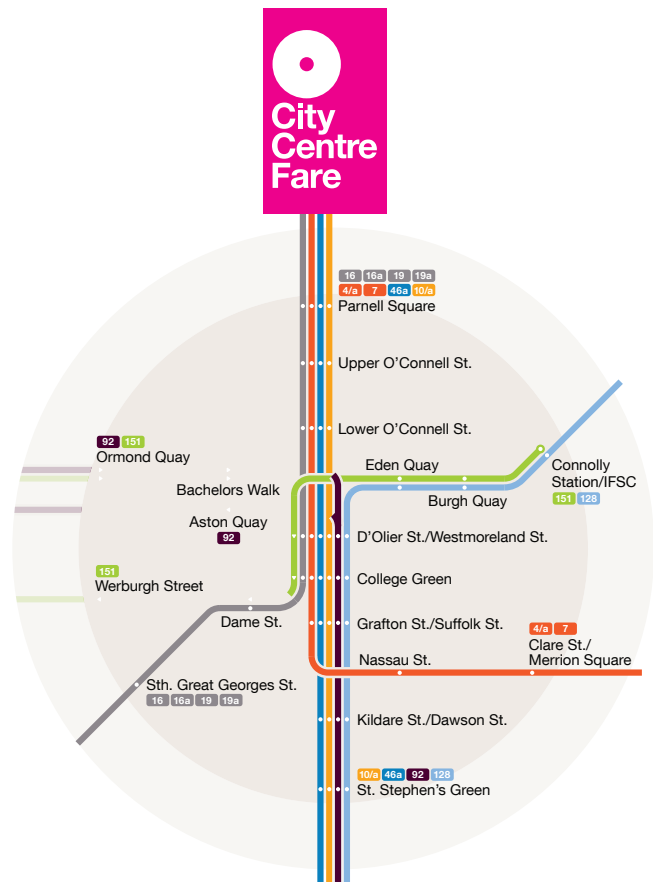 City
Centre
Fare
16 16a 19 19a
4/a 7 46a 10/a
Parnell Square
Upper O’Connell St.
Lower O’Connell St.
92 151
Ormond Quay
Eden Quay
Connolly
Station/IFSC
151 128
Bachelors Walk
Burgh Quay
Aston Quay
92
D’Olier St./Westmoreland St.
151
Werburgh Street
College Green
Dame St.
Grafton St./Suffolk St.
4/a 7
Clare St./
Merrion Square
Nassau St.
Sth. Great Georges St.
16 16a 19 19a
Kildare St./Dawson St.
10/a 46a 92 128
St. Stephen’s Green